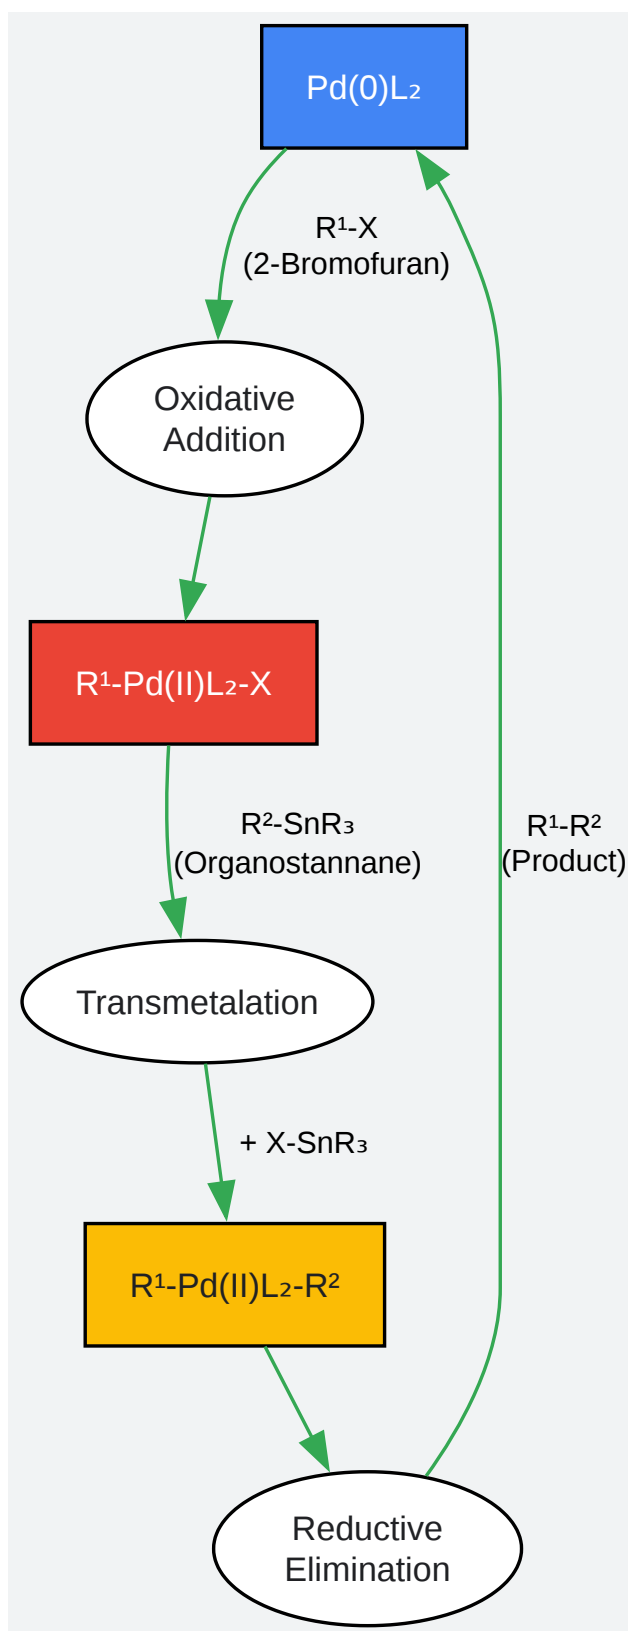 Pd(0)L₂
R¹-X
(2-Bromofuran)
Oxidative
Addition
R¹-Pd(II)L₂-X
R²-SnR₃
(Organostannane)
R¹-R²
(Product)
Transmetalation
+ X-SnR₃
R¹-Pd(II)L₂-R²
Reductive
Elimination